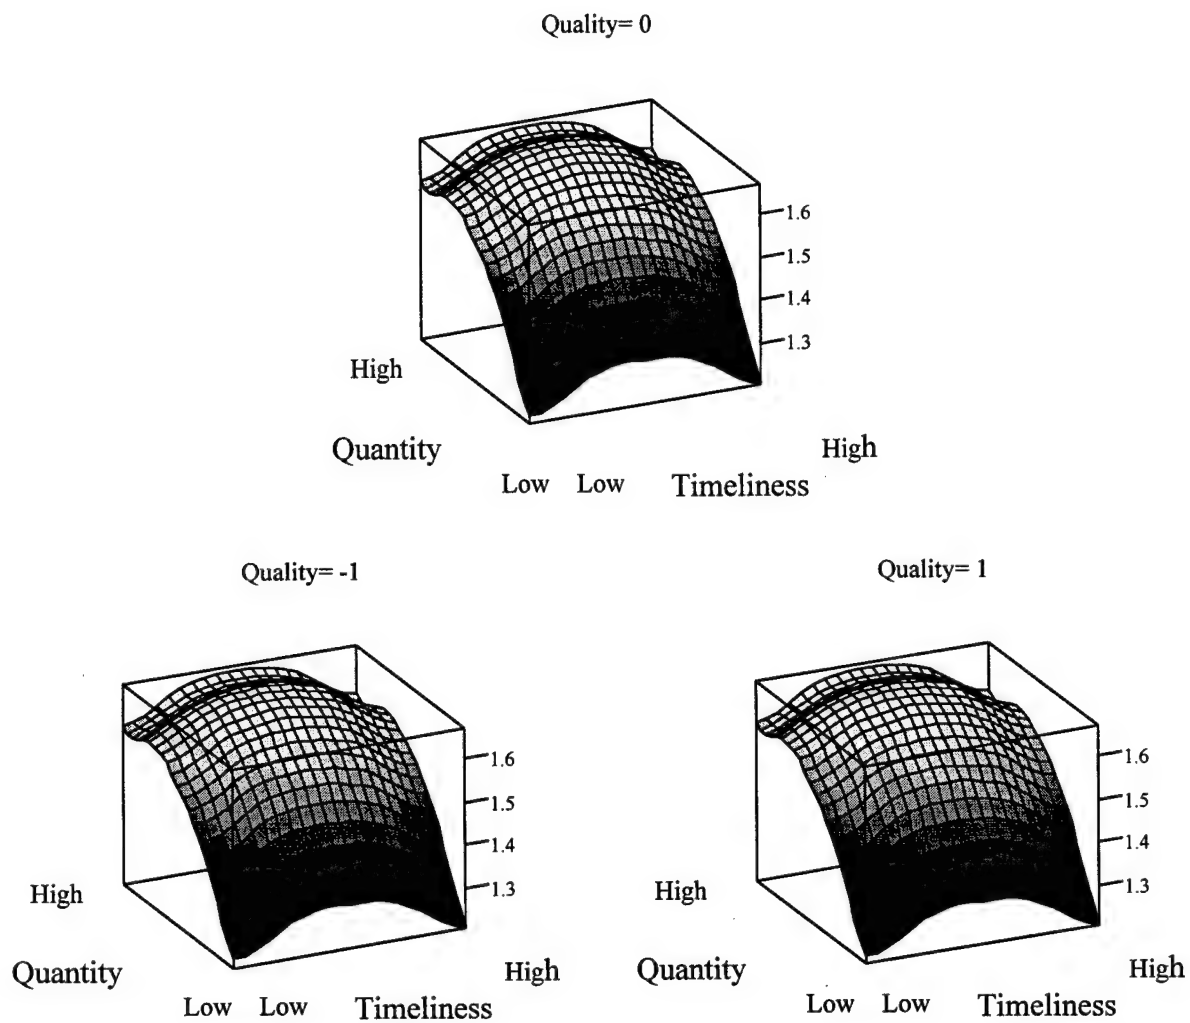 Quality= 0
1.6
1.5
1.4
1.3
High
Quantity
High
Low Low Timeliness
Quality= -1
1.6
1.5
1.4
1.3
High
Quantity
High
Low Low Timeliness
Quality= 1
1.6
1.5
1.4
1.3
High
Quantity
High
Low Low Timeliness